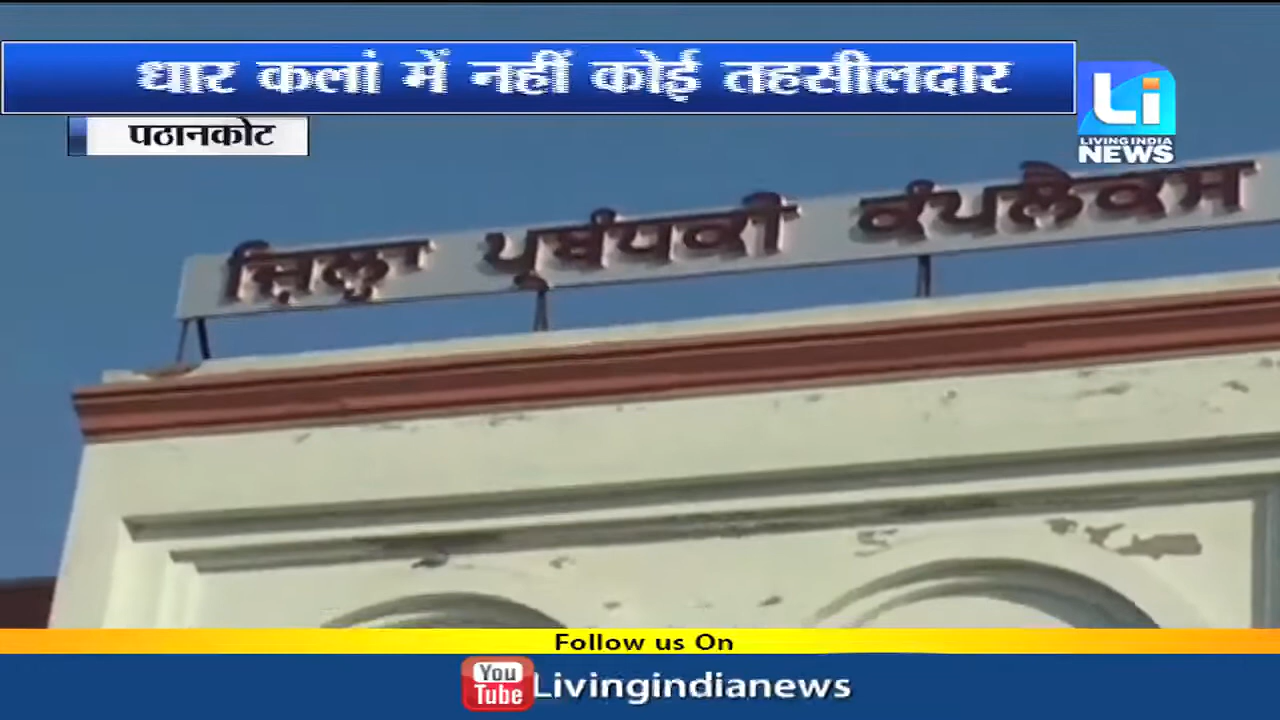 धार कलां में नहीं कोई तहसीलदार
पठानकोट
Li
LIVING INDIA
NEWS
ਜ਼ਿਲ੍ਹਾ ਪ੍ਰਬੰਧਕੀ ਕੰਪਲੈਕਸ
Follow us On
You
Tube
Livingindianews